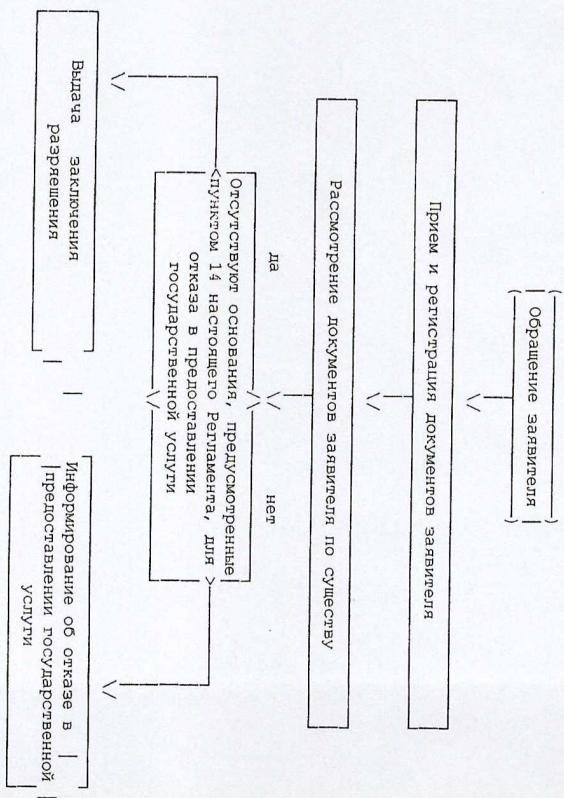 Обращение заявителя
Прием и регистрация документов заявителя
Рассмотрение документов заявителя по существу
Отсутствуют основания, предусмотренные
пунктом 14 настоящего Регламента, для
отказа в предоставлении
государственной услуги
да
нет
Выдача заключения
разряешения
Информирование об отказе в
предоставлении государственной
услуги